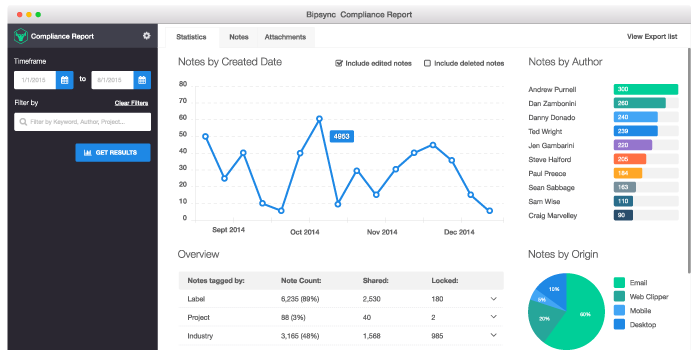 Bipsync Compliance Report
Compliance Report
Timeframe
1/1/2015 to 8/1/2015
Filter by Clear Filters
Filter by Keyword, Author, Project...
GET RESULTS
Statistics Notes Attachments View Export list
Notes by Created Date
Include edited notes Include deleted notes
80
70
60
50
40
30
20
10
0
4953
Sept 2014 Oct 2014 Nov 2014 Dec 2014
Overview
Notes tagged by: Note Count: Shared: Locked:
Label 6,235 (89%) 2,530 180
Project 88 (3%) 40 2
Industry 3,165 (48%) 1,568 985
Notes by Author
Andrew Purnell 300
Dan Zambonini 260
Danny Donado 240
Ted Wright 239
Jen Gambarini 220
Steve Halford 205
Paul Preece 184
Sean Sabbage 163
Sam Wise 110
Craig Marvelley 90
Notes by Origin
10%
5%
20%
60%
Email
Web Clipper
Mobile
Desktop